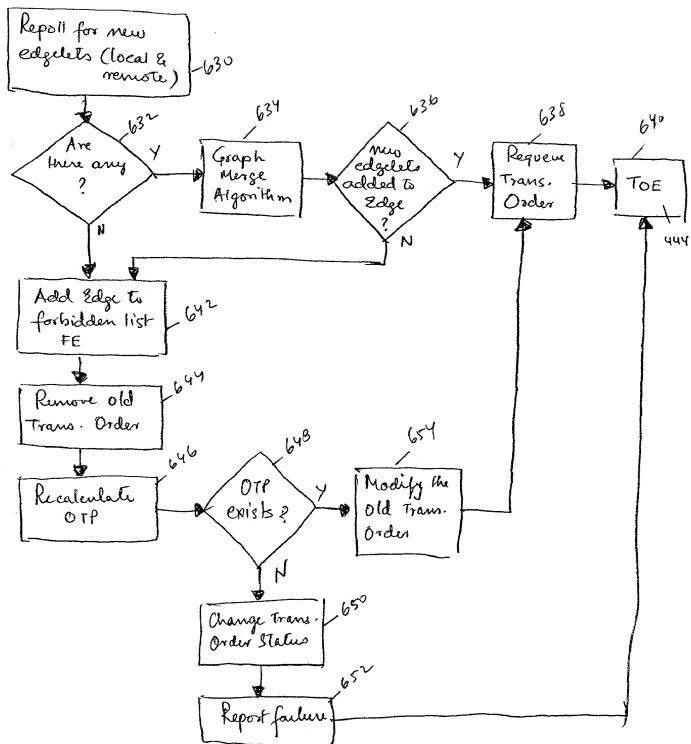 Repoll for new
edgelets (local &
remote)
630
632
Are
there any
?
Y
N
634
Graph
Merge
Algorithm
636
new
edgelets
added to
Edge
?
Y
N
638
Requeue
Trans.
Order
640
TOE
444
Add Edge to
forbidden list
FE
642
644
Remove Old
Trans. Order
646
Recalculate
OTP
648
OTP
exists?
Y
N
654
Modify the
Old Trans.
Order
650
Change Trans.
Order Status
652
Report failure